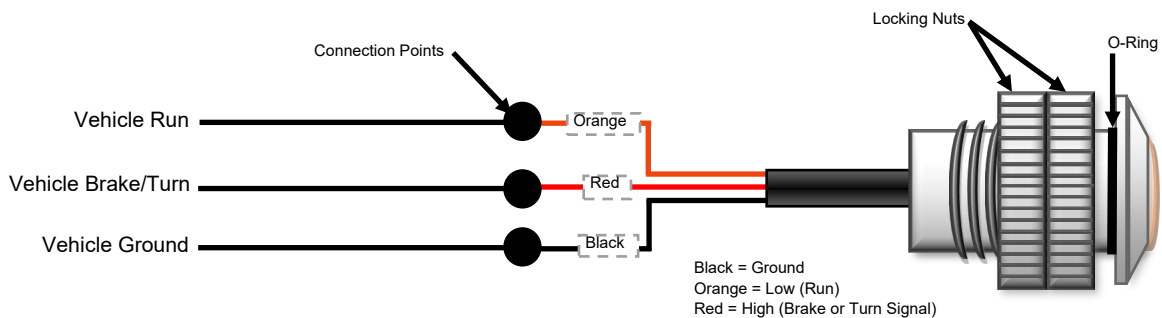 Locking Nuts
O-Ring
Connection Points
Vehicle Run
Orange
Vehicle Brake/Turn
Red
Vehicle Ground
Black
Black = Ground
Orange = Low (Run)
Red = High (Brake or Turn Signal)